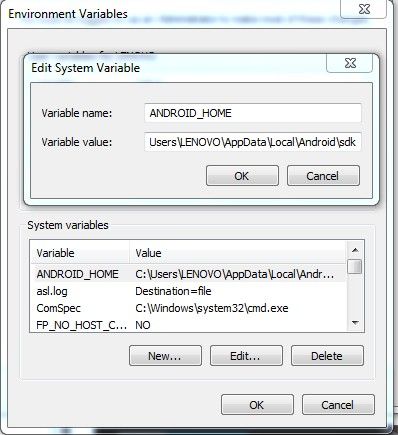 Environment Variables
Edit System Variable
Variable name: ANDROID_HOME
Variable value: Users\LENOVO\AppData\Local\Android\sdk
OK Cancel
System variables
Variable Value
ANDROID_HOME C:\Users\LENOVO\AppData\Local\Andr...
asl.log Destination=file
ComSpec C:\Windows\system32\cmd.exe
FP_NO_HOST_C... NO
New... Edit... Delete
OK Cancel